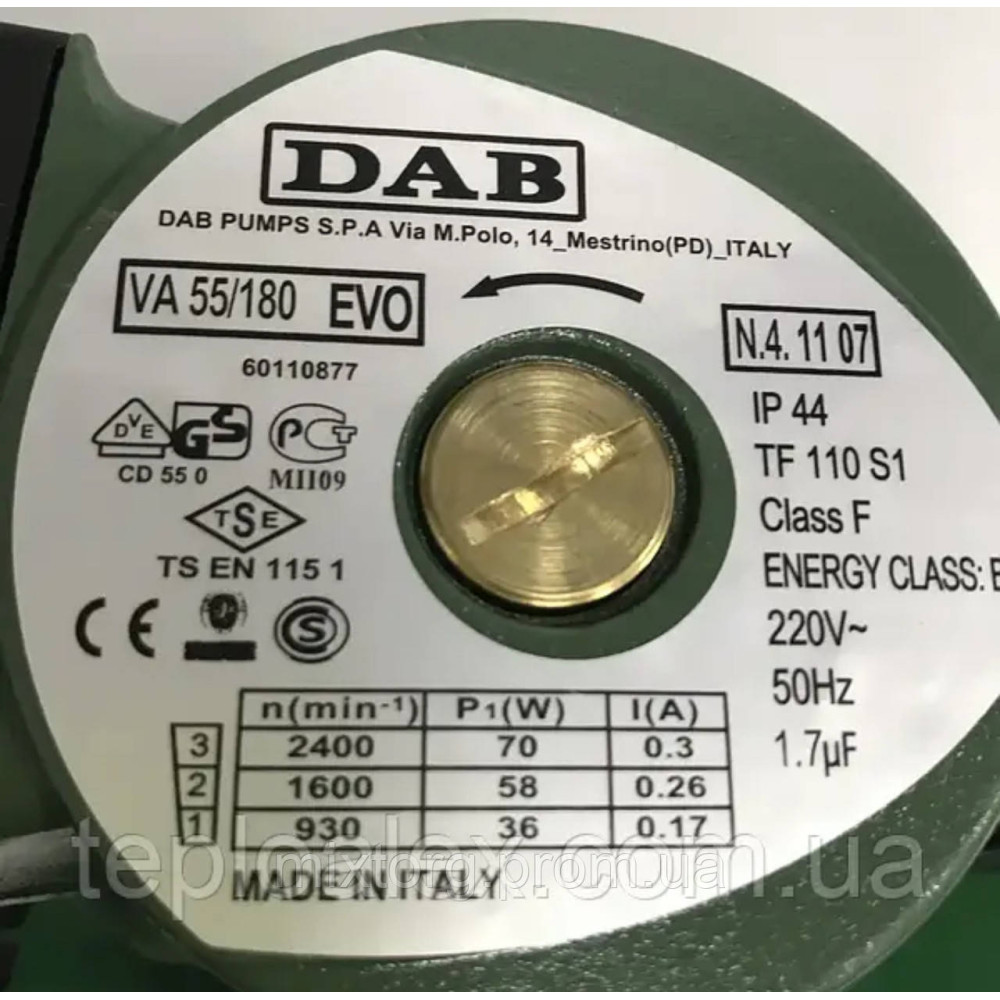 DAB
DAB PUMPS S.P.A Via M.Polo, 14_Mestrino(PD)_ITALY
VA 55/180 EVO
60110877
N.4. 11 07
IP 44
TF 110 S1
Class F
ENERGY CLASS: B
220V~
50Hz
1.7µF
DVE GS PCT
CD 55 0 MII09
TSE
TS EN 115 1
CE
n(min-1) P1(W) I(A)
3 2400 70 0.3
2 1600 58 0.26
1 930 36 0.17
MADE IN ITALY